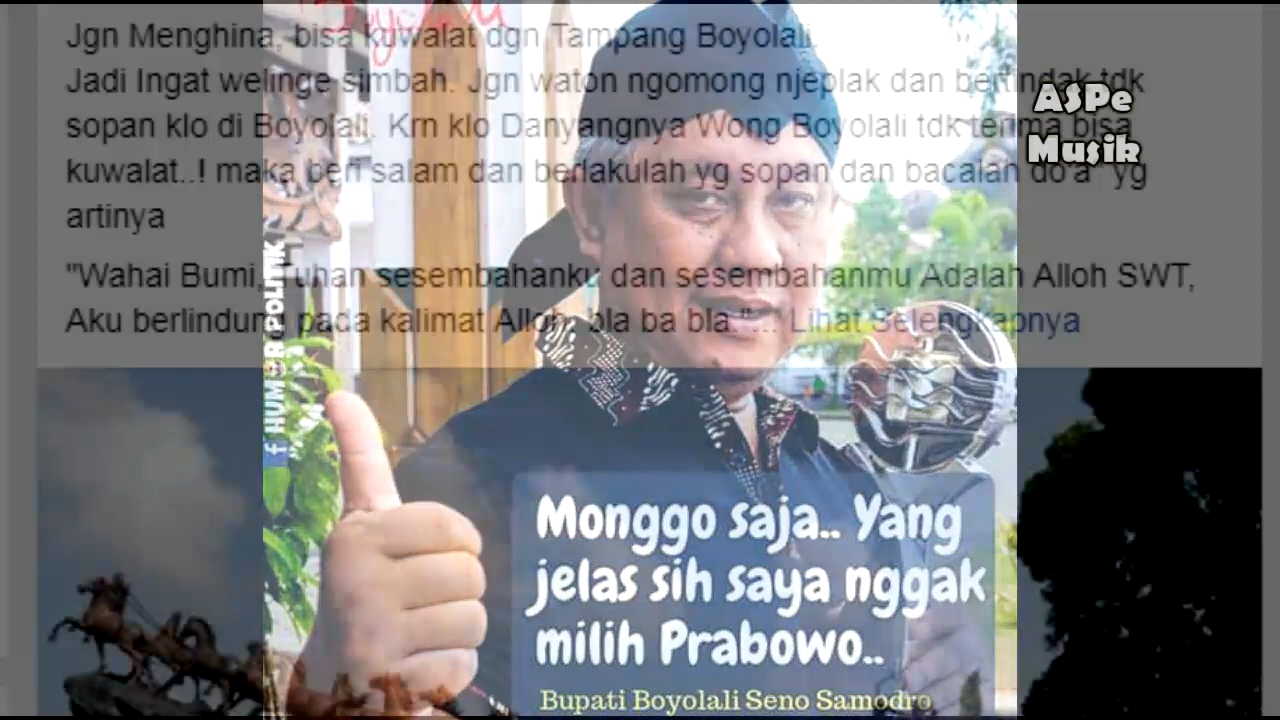 Boyolali
Jgn Menghina, bisa kuwalat dgn Tampang Boyolali.
Jadi Ingat welinge simbah. Jgn waton ngomong njeplak dan bertindak tdk
sopan klo di Boyolali. Krn klo Danyangnya Wong Boyolali tdk terima bisa
kuwalat..! maka beri salam dan berlakulah yg sopan dan bacalah do'a" yg
artinya
"Wahai Bumi, Tuhan sesembahanku dan sesembahanmu Adalah Alloh SWT,
Aku berlindung pada kalimat Alloh, bla ba bla".... Lihat Selengkapnya
ASPe
Musik
f HUMOR POLITIK
Monggo saja.. Yang
jelas sih saya nggak
milih Prabowo..
Bupati Boyolali Seno Samodro